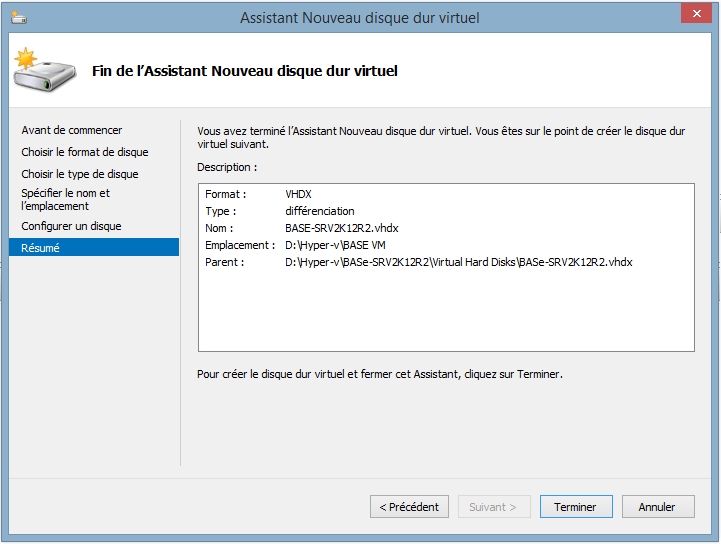 Assistant Nouveau disque dur virtuel
Fin de l'Assistant Nouveau disque dur virtuel
Avant de commencer
Choisir le format de disque
Choisir le type de disque
Spécifier le nom et
l'emplacement
Configurer un disque
Résumé
Vous avez terminé l'Assistant Nouveau disque dur virtuel. Vous êtes sur le point de créer le disque dur
virtuel suivant.
Description :
Format : VHDX
Type : différenciation
Nom : BASE-SRV2K12R2.vhdx
Emplacement : D:\Hyper-v\BASE VM
Parent : D:\Hyper-v\BASe-SRV2K12R2\Virtual Hard Disks\BASe-SRV2K12R2.vhdx
Pour créer le disque dur virtuel et fermer cet Assistant, cliquez sur Terminer.
< Précédent
Suivant >
Terminer
Annuler